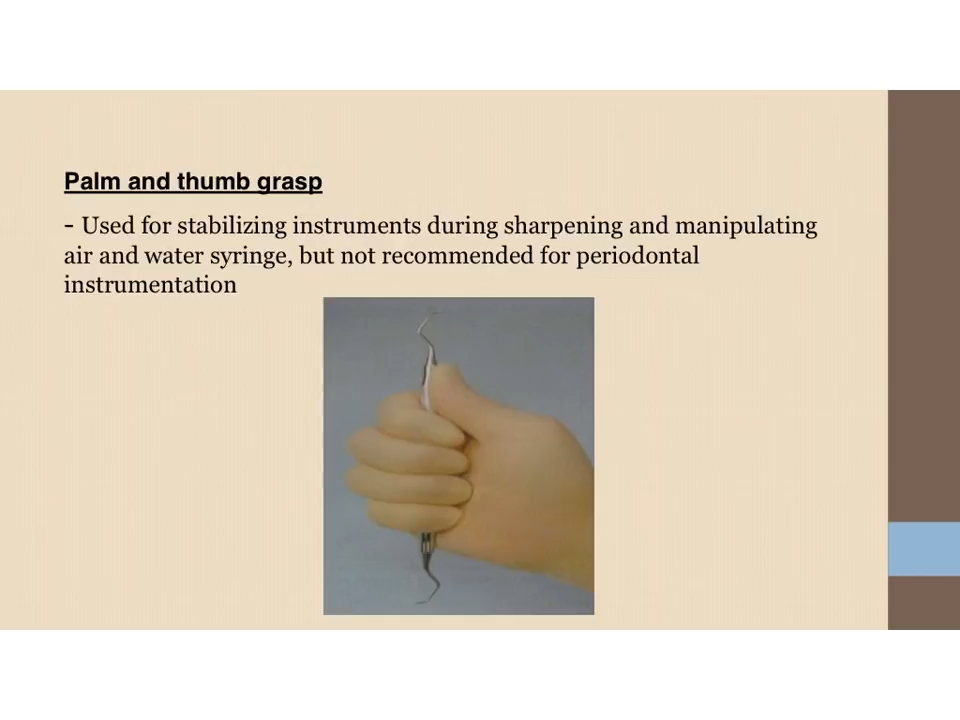 Palm and thumb grasp
- Used for stabilizing instruments during sharpening and manipulating
air and water syringe, but not recommended for periodontal
instrumentation